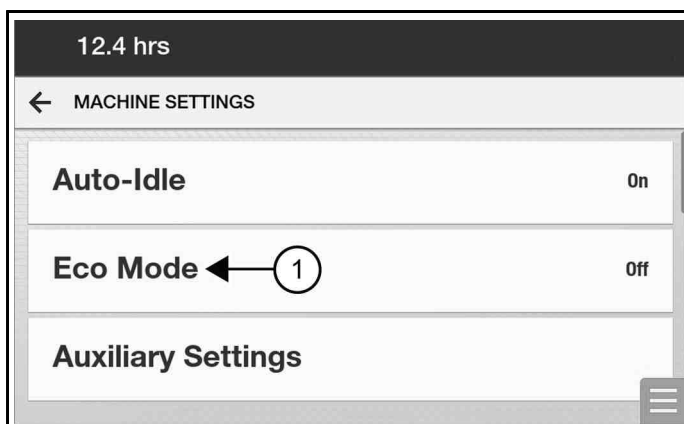 12.4 hrs
MACHINE SETTINGS
Auto-Idle On
Eco Mode 1 Off
Auxiliary Settings